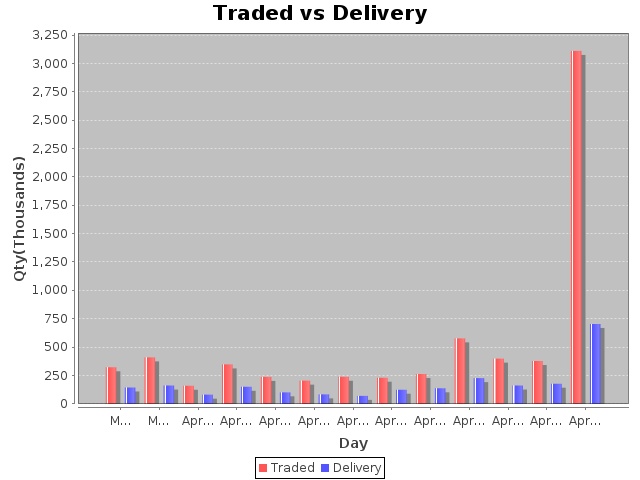 Traded vs Delivery
3,250
3,000
2,750
2,500
2,250
2,000
1,750
1,500
1,250
1,000
750
500
250
0
Qty(Thousands)
M... M... Apr... Apr... Apr... Apr... Apr... Apr... Apr... Apr... Apr... Apr... Apr...
Day
Traded Delivery